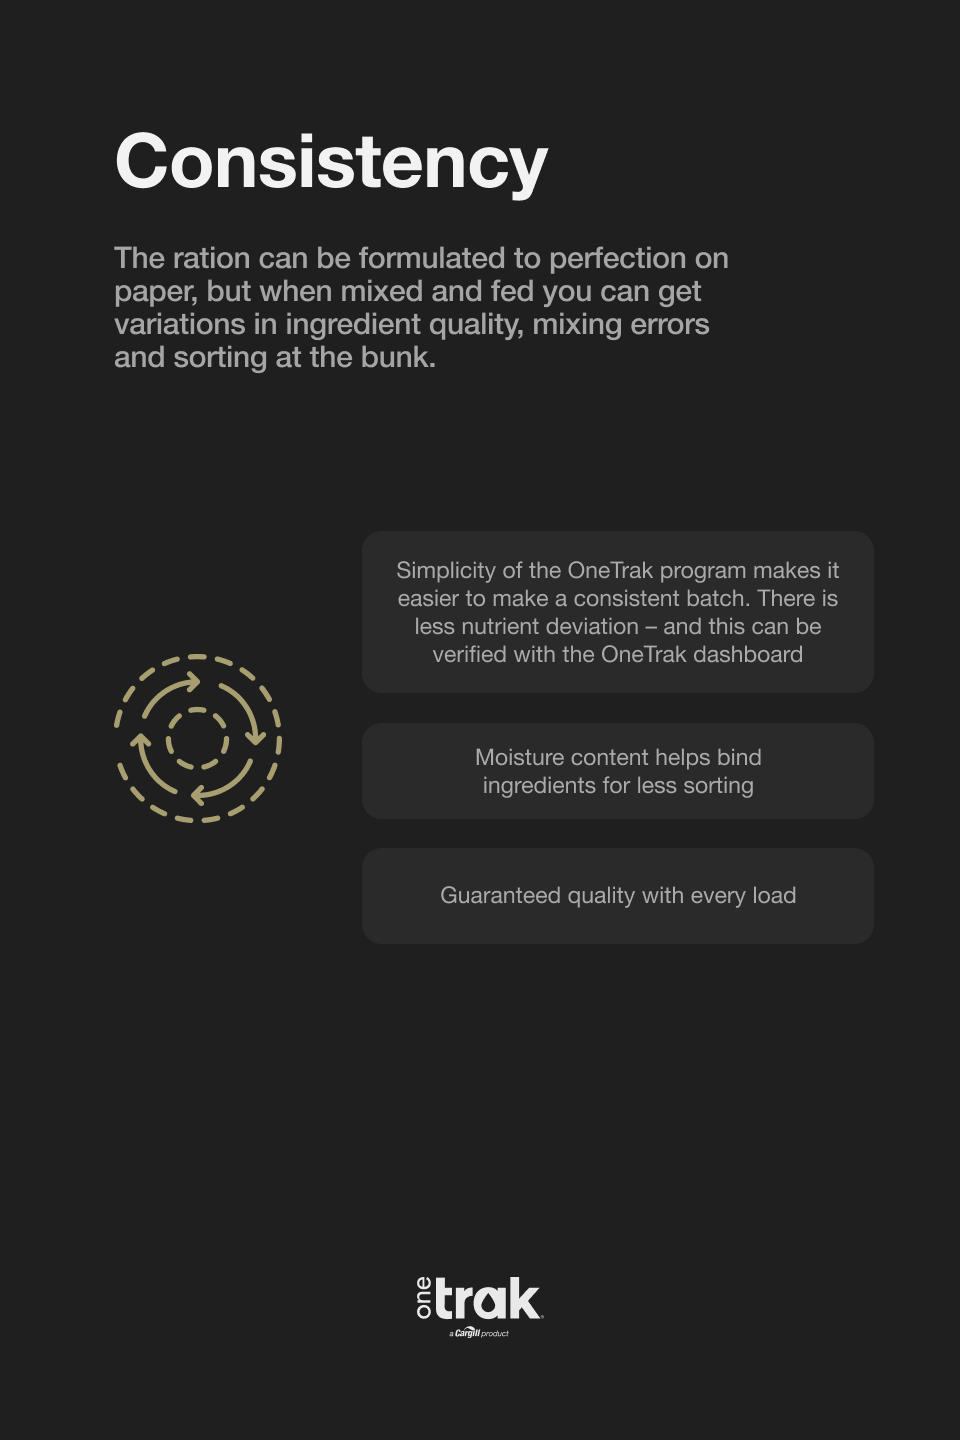 Consistency
The ration can be formulated to perfection on
paper, but when mixed and fed you can get
variations in ingredient quality, mixing errors
and sorting at the bunk.
Simplicity of the OneTrak program makes it
easier to make a consistent batch. There is
less nutrient deviation – and this can be
verified with the OneTrak dashboard
Moisture content helps bind
ingredients for less sorting
Guaranteed quality with every load
one trak
a Cargill product